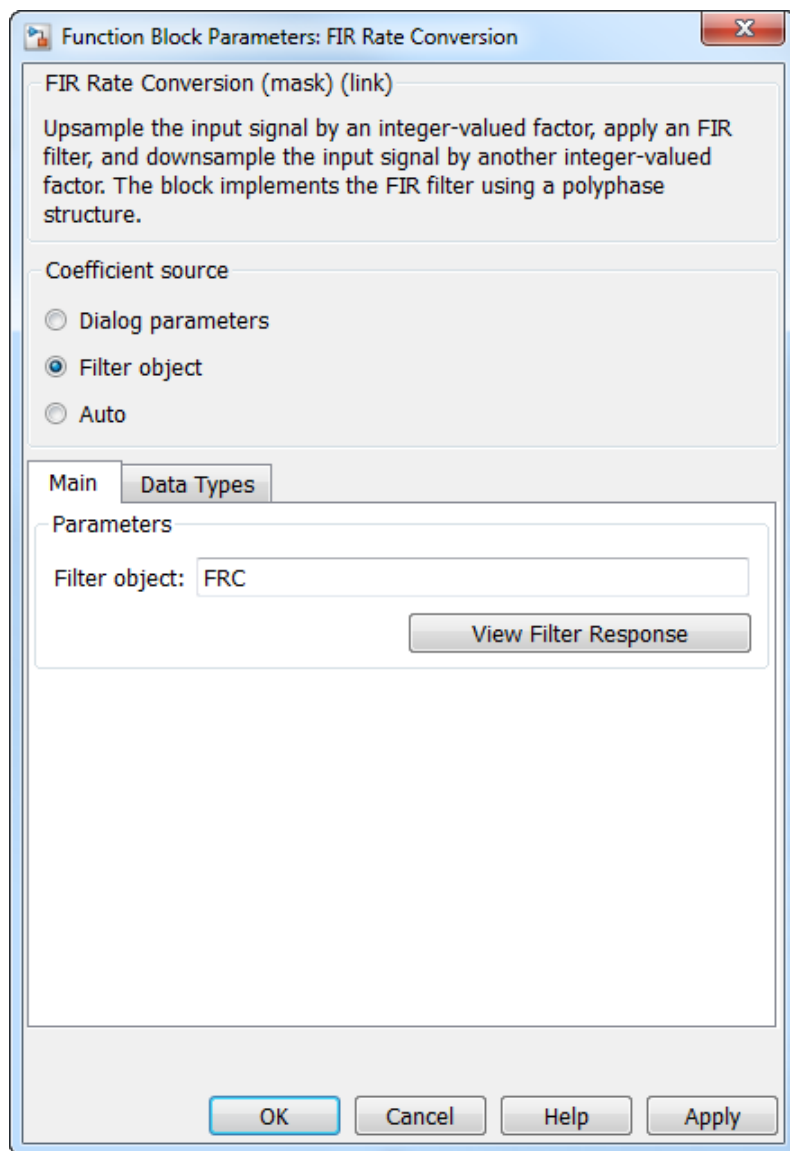 Function Block Parameters: FIR Rate Conversion
FIR Rate Conversion (mask) (link)
Upsample the input signal by an integer-valued factor, apply an FIR
filter, and downsample the input signal by another integer-valued
factor. The block implements the FIR filter using a polyphase
structure.
Coefficient source
Dialog parameters
Filter object
Auto
Main Data Types
Parameters
Filter object: FRC
View Filter Response
OK Cancel Help Apply